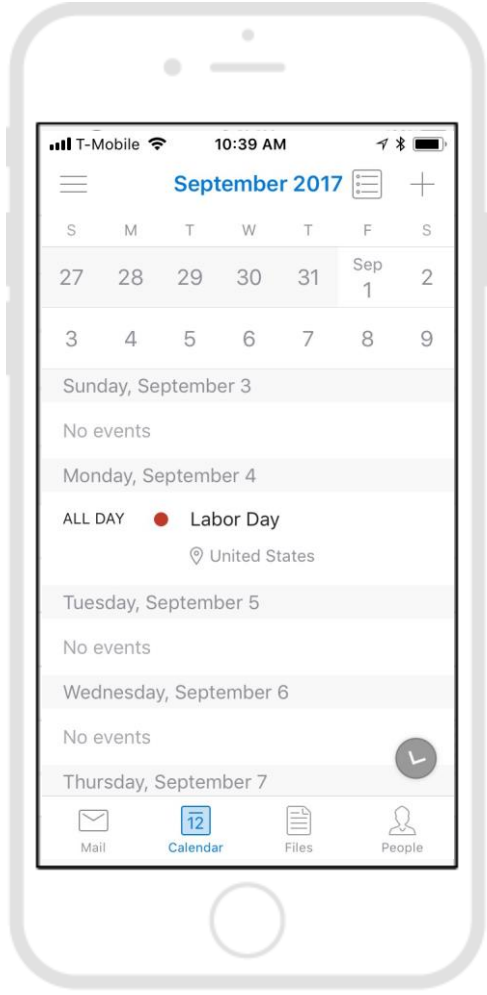 T-Mobile 10:39 AM
September 2017
S M T W T F S
27 28 29 30 31 Sep 1 2
3 4 5 6 7 8 9
Sunday, September 3
No events
Monday, September 4
ALL DAY Labor Day
United States
Tuesday, September 5
No events
Wednesday, September 6
No events
Thursday, September 7
12
Mail Calendar Files People